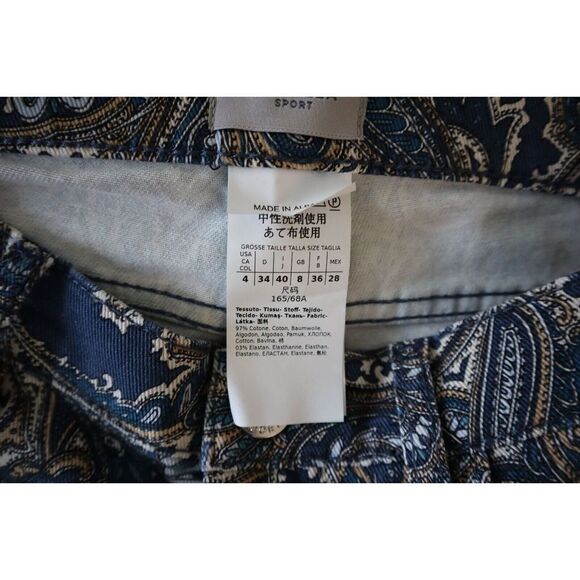 SPORT
MADE IN
中性洗剤使用
あて布使用
GRÖSSE TAILLE TALLA SIZE TAGLIA
USA CA COL D I J GB F B MEX
4 34 40 8 36 28
尺码
165/68A
Tessuto- Tissu- Stoff- Tejido-
Tecido- Kumaş- Ткань- Fabric-
Látka- 面料
97% Cotone, Coton, Baumwolle,
Algodon, Algodao, Pamuk, ХЛОПОК,
Cotton, Bavlna, 棉
03% Elastan, Elasthanne, Elasthan,
Elastano, ЕЛАСТАН, Elastane, 氨纶